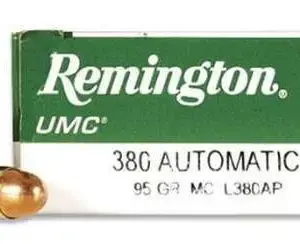 Remington®
UMC®
380 AUTOMATIC
95 GR MC L380AP